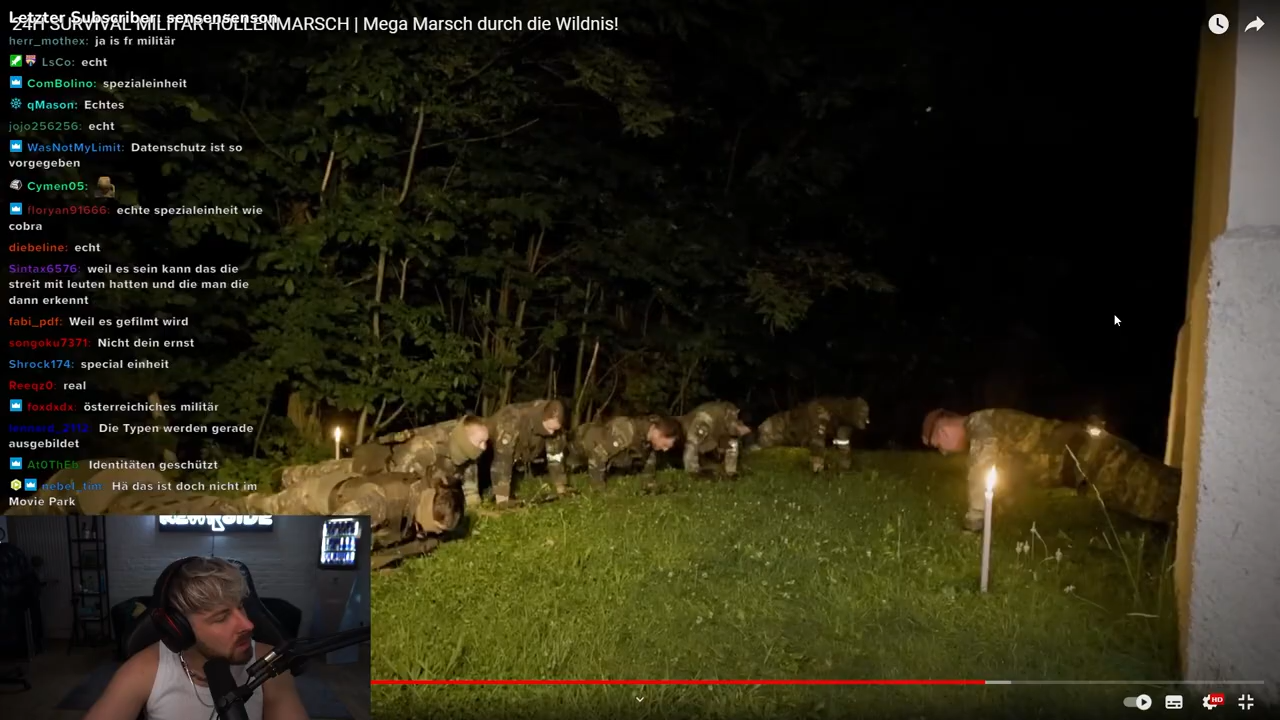 Letzter Subscriber: sensensenson
24H SURVIVAL MILITÄR HÖLLENMARSCH | Mega Marsch durch die Wildnis!
herr_mothex: ja is fr militär
LsCo: echt
ComBolino: spezialeinheit
qMason: Echtes
jojo256256: echt
WasNotMyLimit: Datenschutz ist so
vorgegeben
Cymen05:
floryan91666: echte spezialeinheit wie
cobra
diebeline: echt
Sintax6576: weil es sein kann das die
streit mit leuten hatten und die man die
dann erkennt
fabi_pdf: Weil es gefilmt wird
songoku7371: Nicht dein ernst
Shrock174: special einheit
Reeqz0: real
foxdxdx: österreichiches militär
Die Typen werden gerade
ausgebildet
At0ThEh: Identitäten geschützt
nebel_tim: Hä das ist doch nicht im
Movie Park
HD